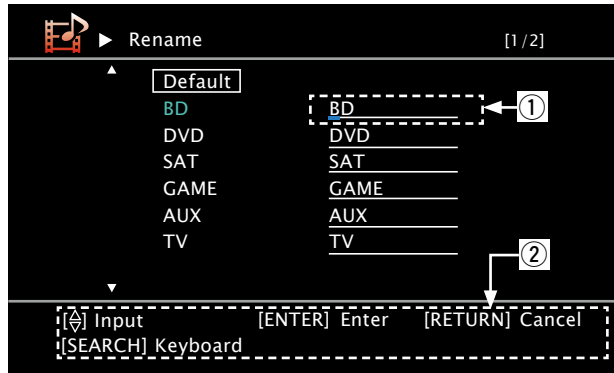 Rename [1/2]
Default
BD BD ①
DVD DVD
SAT SAT
GAME GAME
AUX AUX
TV TV
②
[] Input [ENTER] Enter [RETURN] Cancel
[SEARCH] Keyboard